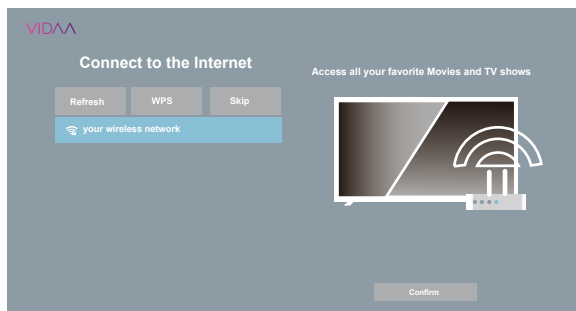 VIDAA
Connect to the Internet
Refresh
WPS
Skip
your wireless network
Access all your favorite Movies and TV shows
Confirm